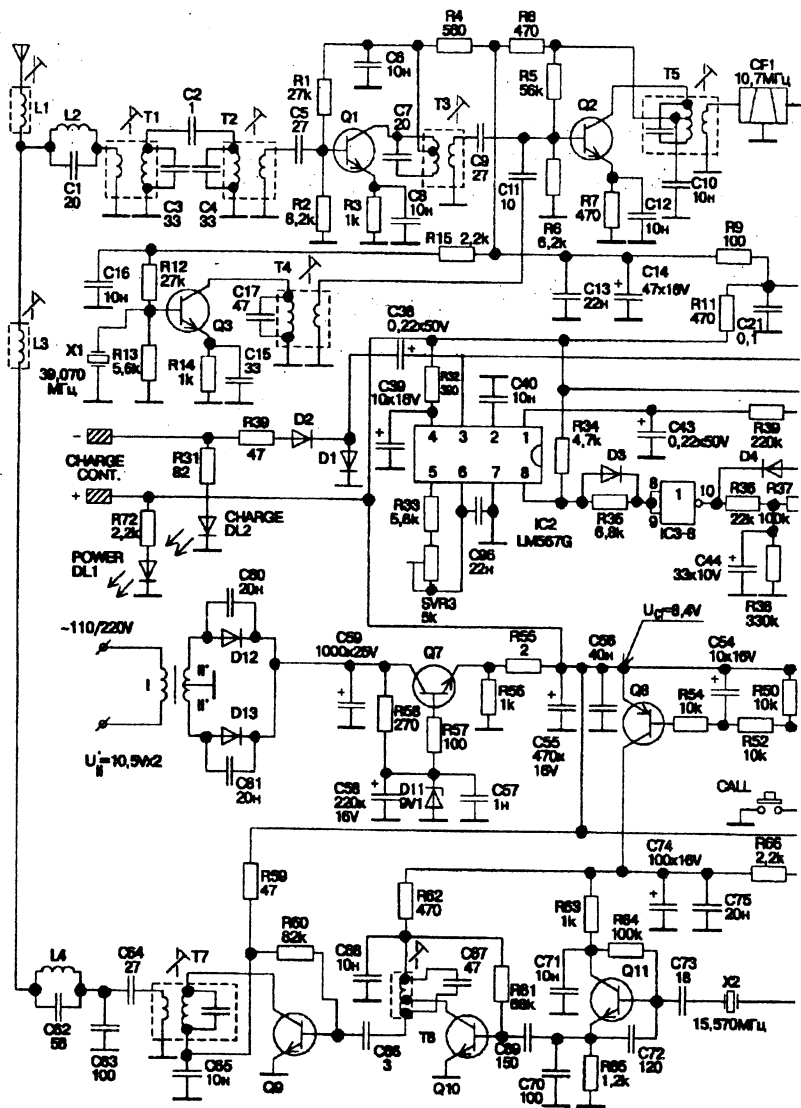 R4
560
R8
470
C6
10н
T5
CF1
10,7МГц
L1
L2
T1
C2
1
T2
R1
27k
C5
27
Q1
C7
20
T3
R5
56k
Q2
C1
20
C3
33
C4
33
R2
8,2k
R3
1k
C8
10н
C9
27
C11
10
R6
6,2k
R7
470
C12
10н
C10
10н
R15 2,2k
R9
100
C16
10н
R12
27k
T4
C17
47
Q3
C13
22н
C14
47x16V
R11
470
C21
0,1
L3
X1
39,070
МГц
R13
5,6k
R14
1k
C15
33
C38
0,22x50V
C39
10x16V
R32
390
C40
10н
R34
4,7k
C43
0,22x50V
R39
220k
−
CHARGE
CONT.
+
R31
82
R39
47
D2
D1
4
3
2
1
5
6
7
8
D3
D4
R33
5,6k
IC2
LM567G
R35
6,8k
8
9
1
10
IC3-6
R36
22k
R37
100k
R72
2,2k
CHARGE
DL2
POWER
DL1
C96
22н
SVR3
5k
C44
33x10V
R38
330k
~110/220V
C60
20н
D12
I
II'
II'
D13
C61
20н
U'II=10,5Vx2
C59
1000x25V
Q7
R55
2
C56
40н
Ucr=8,4V
Q8
C54
10x16V
R54
10k
R50
10k
R52
10k
R58
270
R57
100
R56
1k
C55
470x
16V
C58
220x
16V
D11
9V1
C57
1н
CALL
R59
47
R62
470
R63
1k
C74
100x16V
R66
2,2k
C75
20н
R60
82k
C68
10н
C67
47
R61
68k
R64
100k
C71
10н
Q11
C73
18
X2
15,570МГц
L4
C64
27
T7
C62
56
C63
100
C65
10н
Q9
C66
3
T6
Q10
C69
150
C70
100
R65
1,2k
C72
120